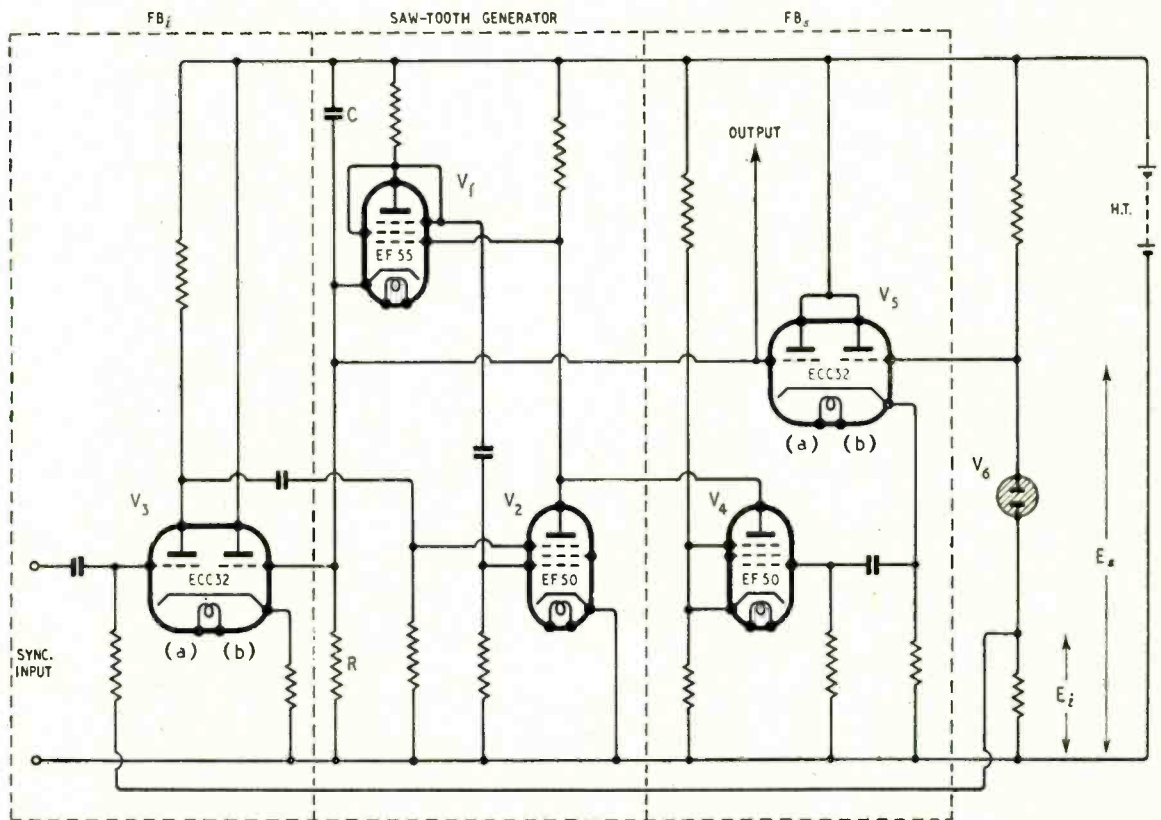 FBi
SAW-TOOTH GENERATOR
FBs
C
OUTPUT
V1
EF55
H.T.
V5
ECC32
(a) (b)
V3
V2
V4
V6
ECC32
EF50
EF50
Es
(a) (b)
SYNC.
INPUT
R
Ei